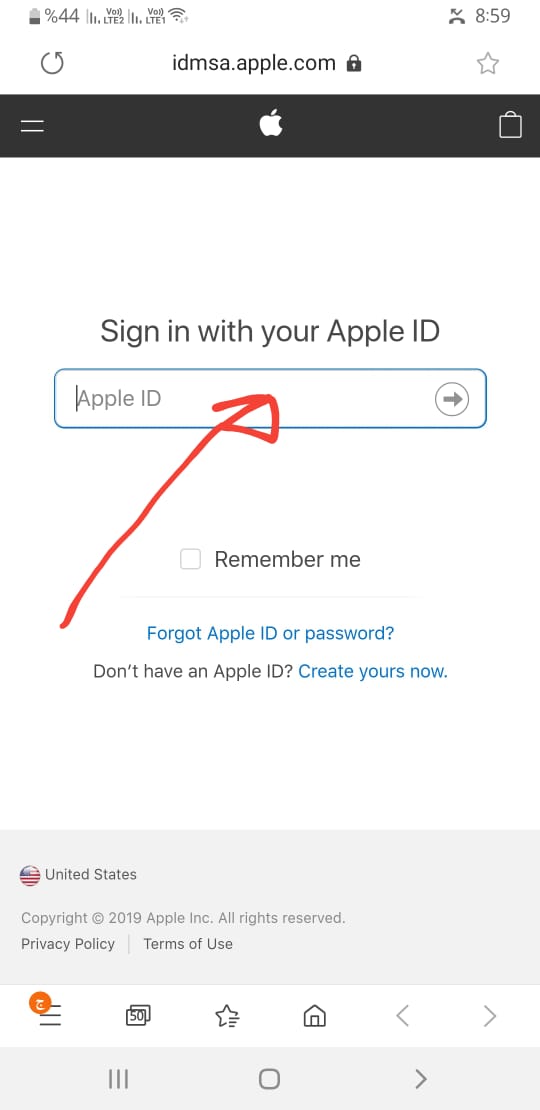 %44 Vo)) LTE2 Vo)) LTE1 8:59
idmsa.apple.com
Sign in with your Apple ID
Apple ID
Remember me
Forgot Apple ID or password?
Don't have an Apple ID? Create yours now.
United States
Copyright © 2019 Apple Inc. All rights reserved.
Privacy Policy | Terms of Use
ج
50